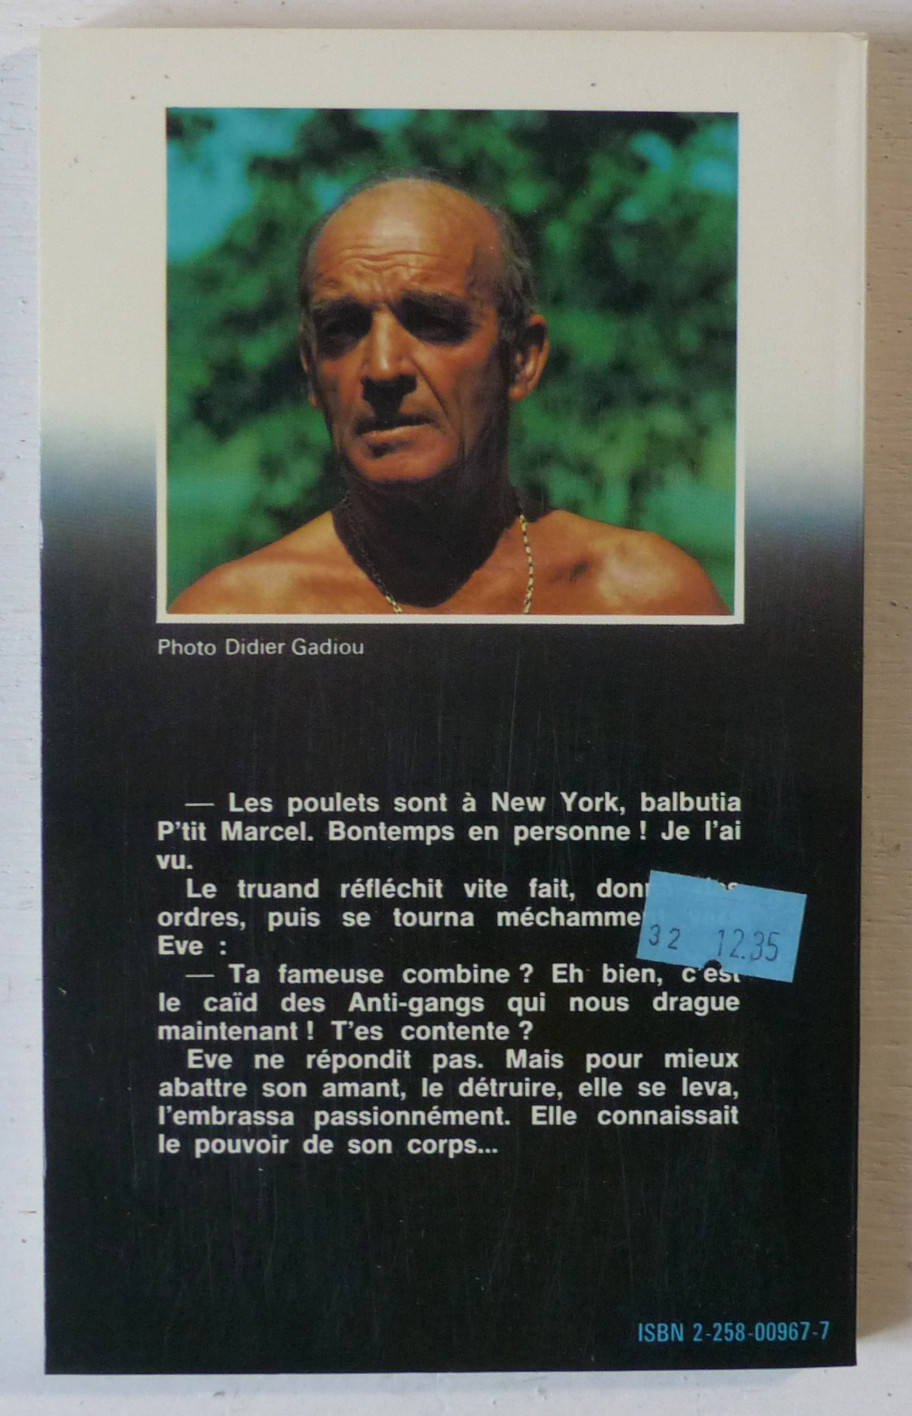 Photo Didier Gadiou
— Les poulets sont à New York, balbutia
P'tit Marcel. Bontemps en personne ! Je l'ai
vu.
Le truand réfléchit vite fait,
ordres, puis se tourna
Eve :
— Ta fameuse combine ? Eh bien, c'est
le caïd des Anti-gangs qui nous drague
maintenant ! T'es contente ?
Eve ne répondit pas. Mais pour mieux
abattre son amant, le détruire, elle se leva,
l'embrassa passionnément. Elle connaissait
le pouvoir de son corps...
32 12.35
ISBN 2-258-00967-7